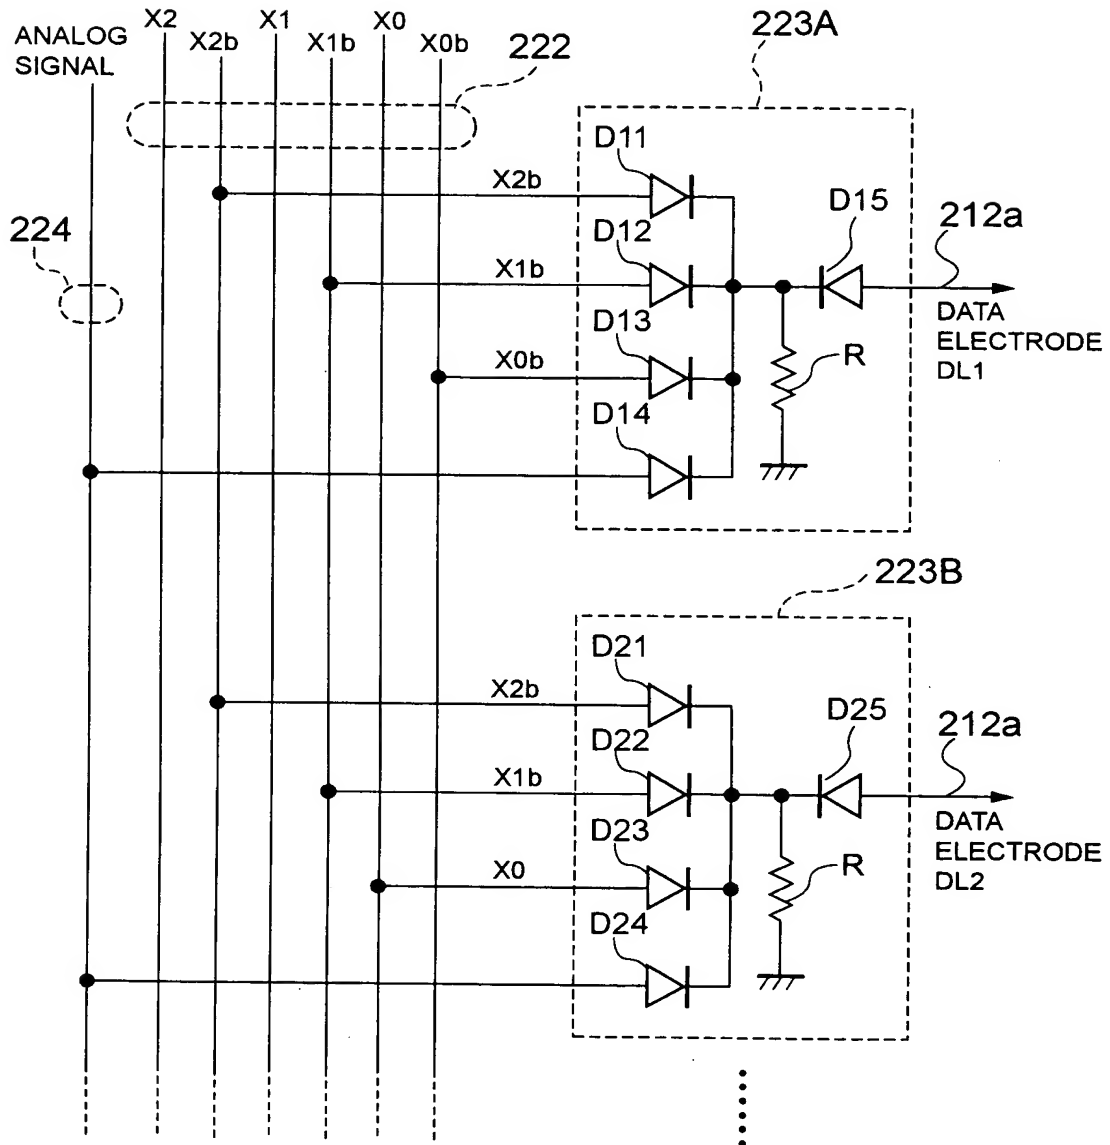 ANALOG
SIGNAL
X2
X2b
X1
X1b
X0
X0b
222
223A
224
D11
X2b
D12
X1b
D13
X0b
D14
D15
R
212a
DATA
ELECTRODE
DL1
223B
D21
X2b
D22
X1b
D23
X0
D24
D25
R
212a
DATA
ELECTRODE
DL2